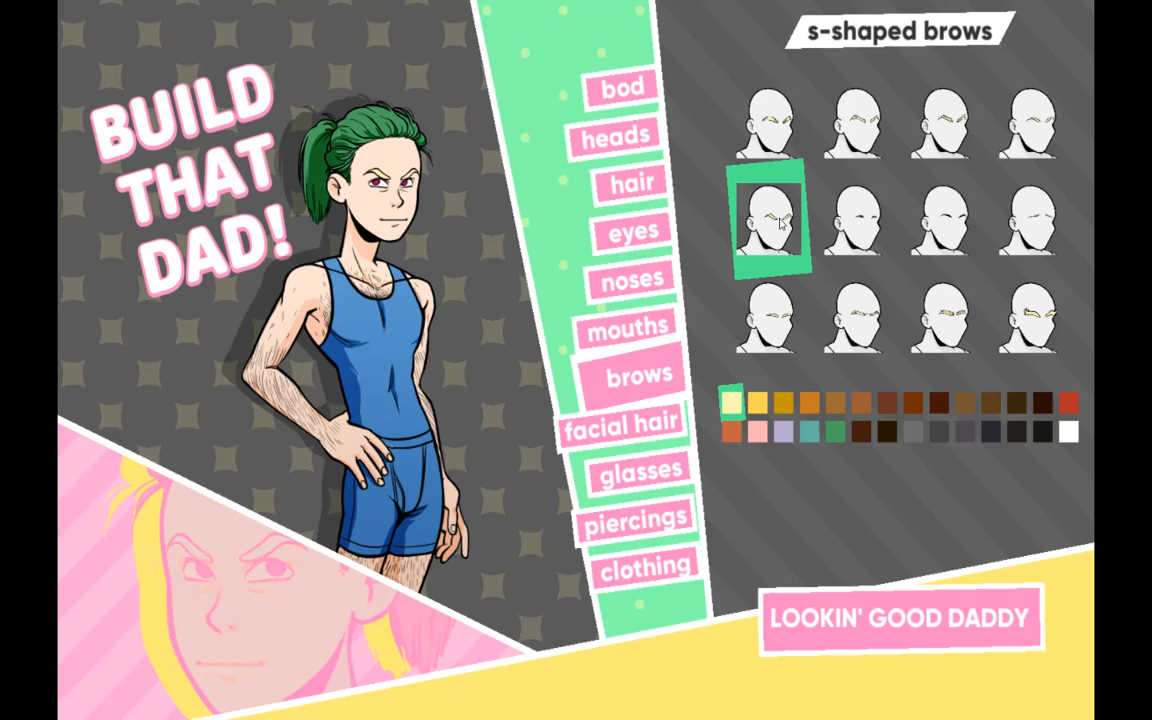 BUILD
THAT
DAD!
bod
heads
hair
eyes
noses
mouths
brows
facial hair
glasses
piercings
clothing
s-shaped brows
LOOKIN' GOOD DADDY